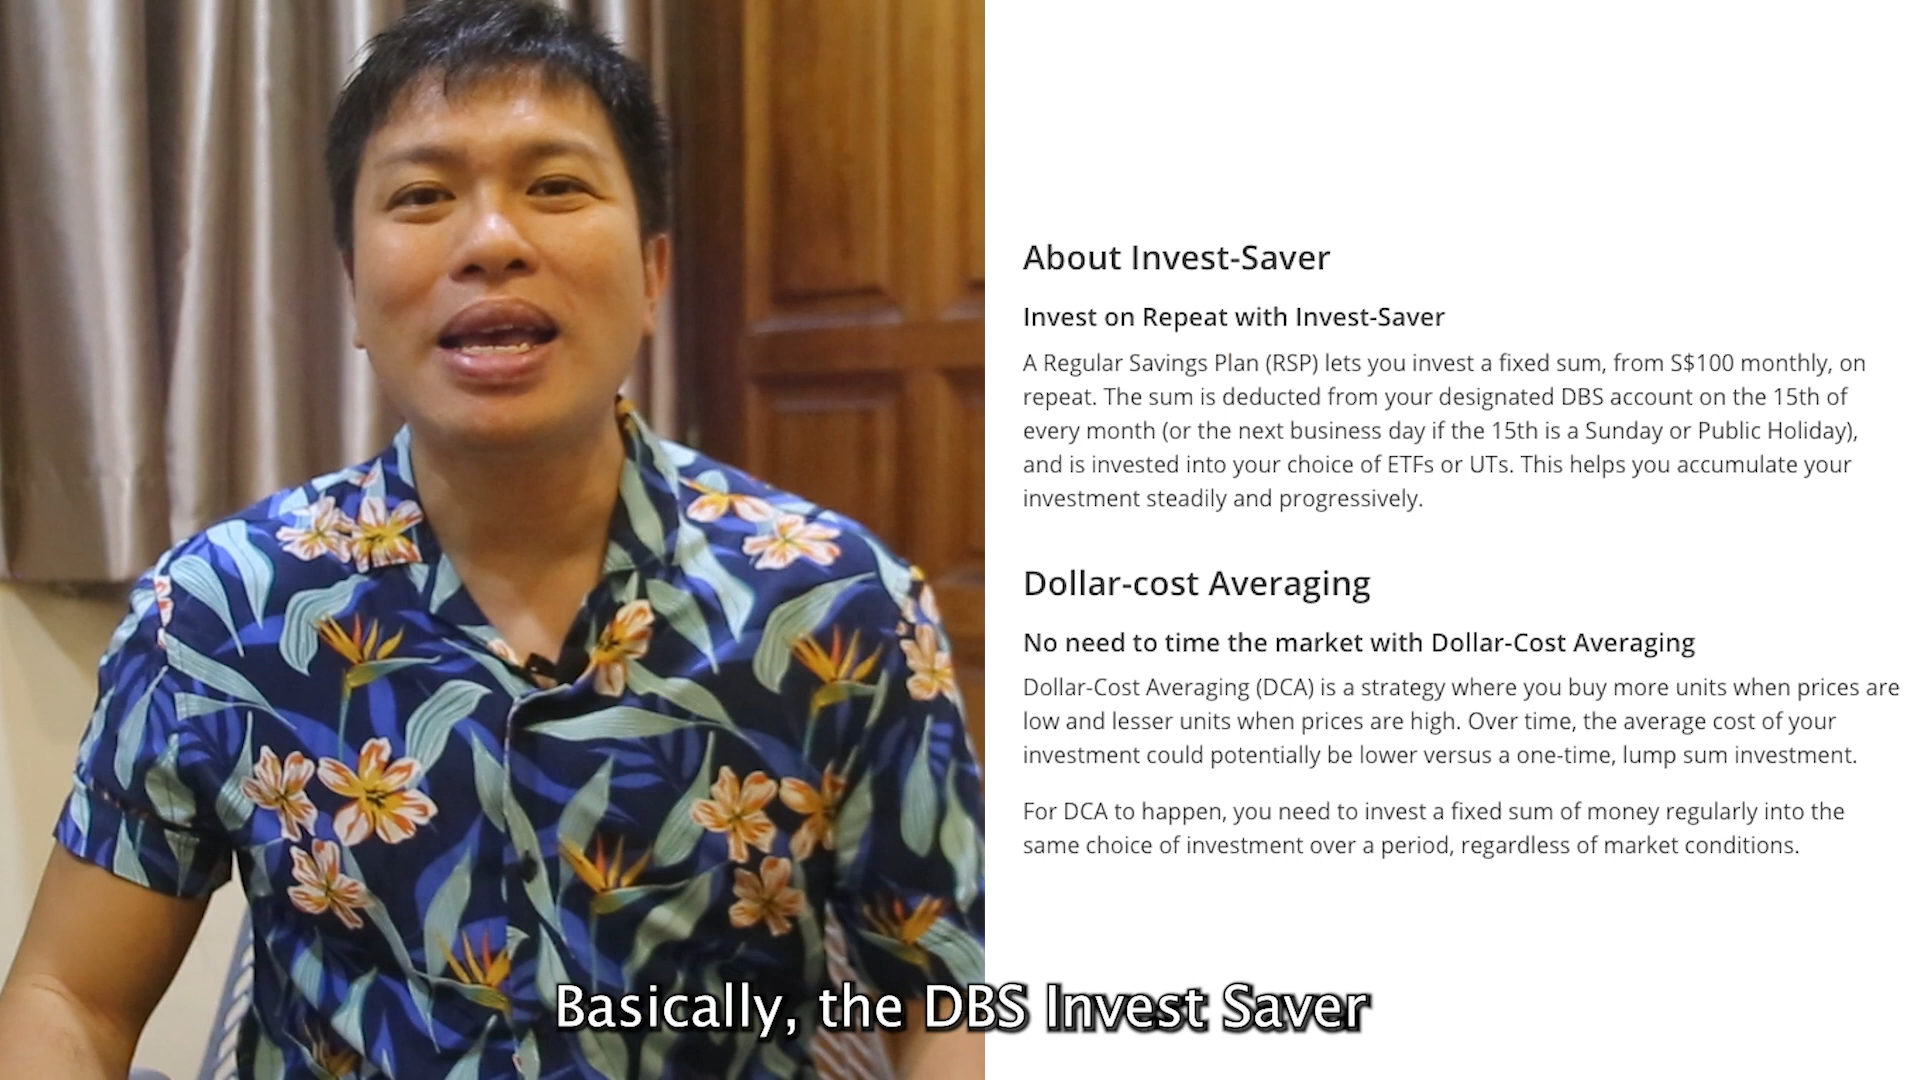 About Invest-Saver
Invest on Repeat with Invest-Saver
A Regular Savings Plan (RSP) lets you invest a fixed sum, from S$100 monthly, on
repeat. The sum is deducted from your designated DBS account on the 15th of
every month (or the next business day if the 15th is a Sunday or Public Holiday),
and is invested into your choice of ETFs or UTs. This helps you accumulate your
investment steadily and progressively.
Dollar-cost Averaging
No need to time the market with Dollar-Cost Averaging
Dollar-Cost Averaging (DCA) is a strategy where you buy more units when prices are
low and lesser units when prices are high. Over time, the average cost of your
investment could potentially be lower versus a one-time, lump sum investment.
For DCA to happen, you need to invest a fixed sum of money regularly into the
same choice of investment over a period, regardless of market conditions.
Basically, the DBS Invest Saver